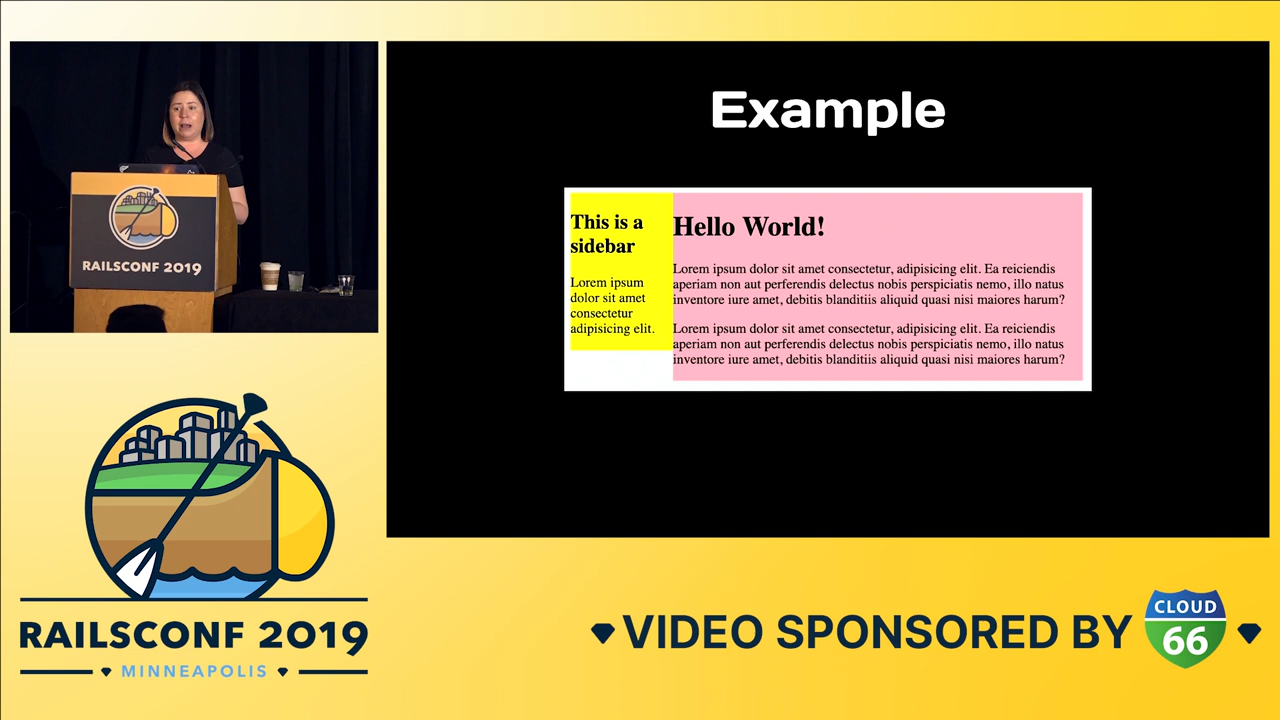 RAILSCONF 2019
Example
This is a
sidebar
Lorem ipsum
dolor sit amet
consectetur
adipisicing elit.
Hello World!
Lorem ipsum dolor sit amet consectetur, adipisicing elit. Ea reiciendis
aperiam non aut perferendis delectus nobis perspiciatis nemo, illo natus
inventore iure amet, debitis blanditiis aliquid quasi nisi maiores harum?
Lorem ipsum dolor sit amet consectetur, adipisicing elit. Ea reiciendis
aperiam non aut perferendis delectus nobis perspiciatis nemo, illo natus
inventore iure amet, debitis blanditiis aliquid quasi nisi maiores harum?
RAILSCONF 2019
MINNEAPOLIS
VIDEO SPONSORED BY
CLOUD
66